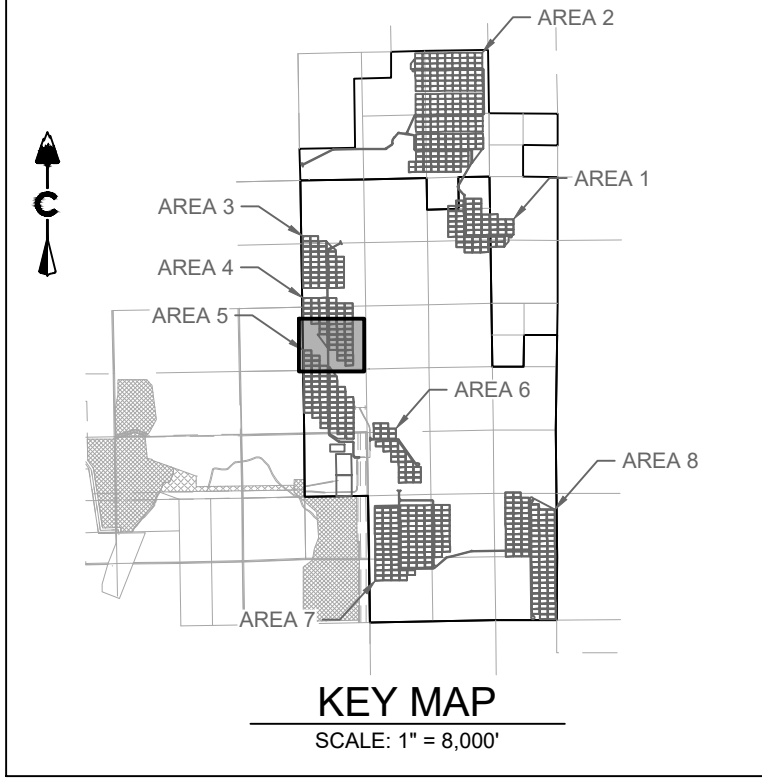 AREA 2
AREA 1
AREA 3
AREA 4
AREA 5
AREA 6
AREA 8
AREA 7
C
KEY MAP
SCALE: 1" = 8,000'